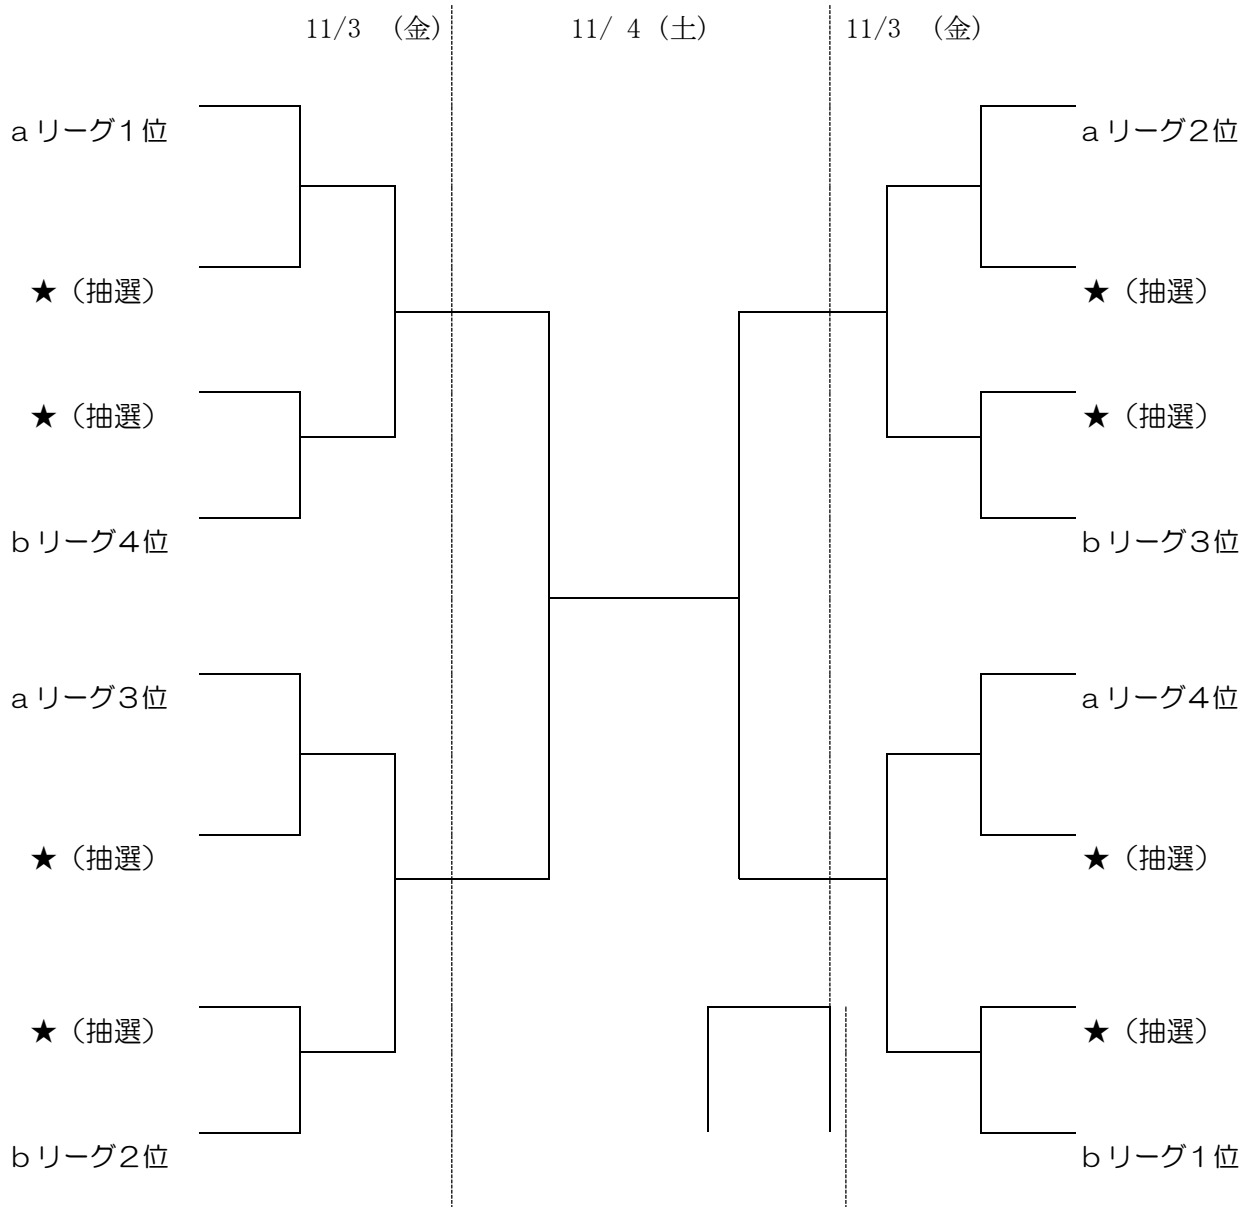 11/3 （金）
11/ 4（土）
11/3 （金）
ａリーグ１位
ａリーグ２位
★（抽選）
★（抽選）
★（抽選）
★（抽選）
ｂリーグ４位
ｂリーグ３位
ａリーグ３位
ａリーグ４位
★（抽選）
★（抽選）
★（抽選）
★（抽選）
ｂリーグ２位
ｂリーグ１位